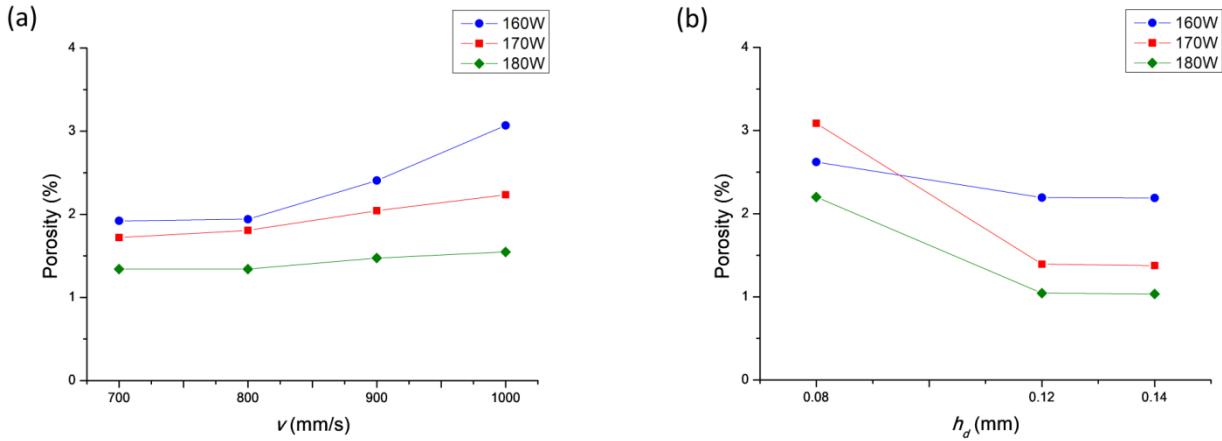 (a)
160W
170W
180W
4
3
2
1
0
Porosity (%)
700 800 900 1000
v (mm/s)
(b)
160W
170W
180W
4
3
2
1
0
Porosity (%)
0.08 0.12 0.14
h_d (mm)